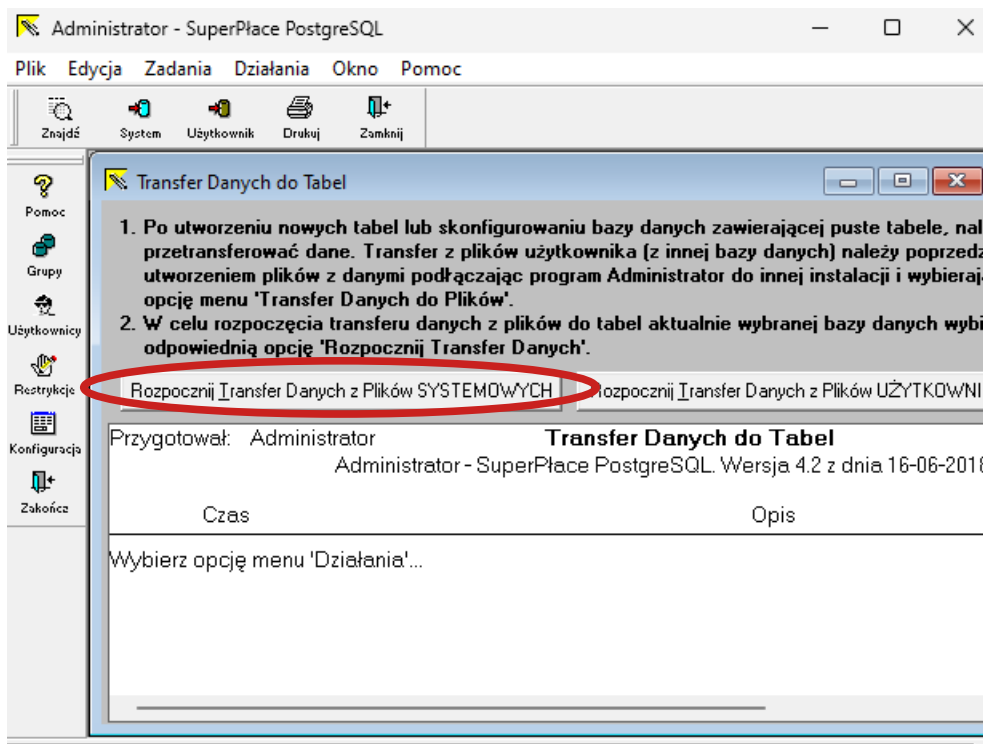 Administrator - SuperPłace PostgreSQL
Plik Edycja Zadania Działania Okno Pomoc
Znajdź System Użytkownik Drukuj Zamknij
Pomoc
Grupy
Użytkownicy
Restrykcje
Konfiguracja
Zakończ
Transfer Danych do Tabel
1. Po utworzeniu nowych tabel lub skonfigurowaniu bazy danych zawierającej puste tabele, nal
przetransferować dane. Transfer z plików użytkownika (z innej bazy danych) należy poprzedz
utworzeniem plików z danymi podłączając program Administrator do innej instalacji i wybieraj
opcję menu 'Transfer Danych do Plików'.
2. W celu rozpoczęcia transferu danych z plików do tabel aktualnie wybranej bazy danych wybi
odpowiednią opcję 'Rozpocznij Transfer Danych'.
Rozpocznij Transfer Danych z Plików SYSTEMOWYCH
ozpocznij Transfer Danych z Plików UŻYTKOWNI
Przygotował: Administrator Transfer Danych do Tabel
Administrator - SuperPłace PostgreSQL. Wersja 4.2 z dnia 16-06-2018
Czas Opis
Wybierz opcję menu 'Działania'...